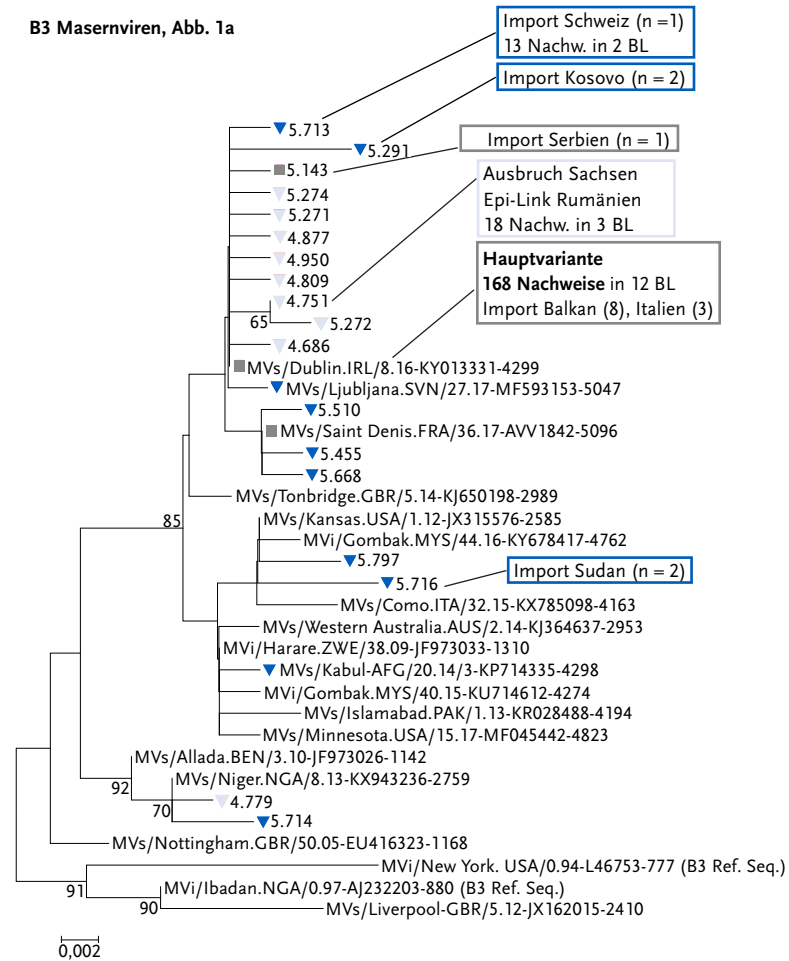 B3 Masernviren, Abb. 1a
Import Schweiz (n =1)
13 Nachw. in 2 BL
Import Kosovo (n = 2)
5.713
5.291
Import Serbien (n = 1)
5.143
Ausbruch Sachsen
Epi-Link Rumänien
18 Nachw. in 3 BL
5.274
5.271
4.877
4.950
Hauptvariante
168 Nachweise in 12 BL
Import Balkan (8), Italien (3)
4.809
4.751
65
5.272
4.686
MVs/Dublin.IRL/8.16-KY013331-4299
MVs/Ljubljana.SVN/27.17-MF593153-5047
5.510
MVs/Saint Denis.FRA/36.17-AVV1842-5096
5.455
5.668
MVs/Tonbridge.GBR/5.14-KJ650198-2989
85
MVs/Kansas.USA/1.12-JX315576-2585
MVi/Gombak.MYS/44.16-KY678417-4762
5.797
Import Sudan (n = 2)
5.716
MVs/Como.ITA/32.15-KX785098-4163
MVs/Western Australia.AUS/2.14-KJ364637-2953
MVi/Harare.ZWE/38.09-JF973033-1310
MVs/Kabul-AFG/20.14/3-KP714335-4298
MVi/Gombak.MYS/40.15-KU714612-4274
MVs/Islamabad.PAK/1.13-KR028488-4194
MVs/Minnesota.USA/15.17-MF045442-4823
MVs/Allada.BEN/3.10-JF973026-1142
MVs/Niger.NGA/8.13-KX943236-2759
92
4.779
70
5.714
MVs/Nottingham.GBR/50.05-EU416323-1168
MVi/New York. USA/0.94-L46753-777 (B3 Ref. Seq.)
91
MVi/Ibadan.NGA/0.97-AJ232203-880 (B3 Ref. Seq.)
90
MVs/Liverpool-GBR/5.12-JX162015-2410
0,002